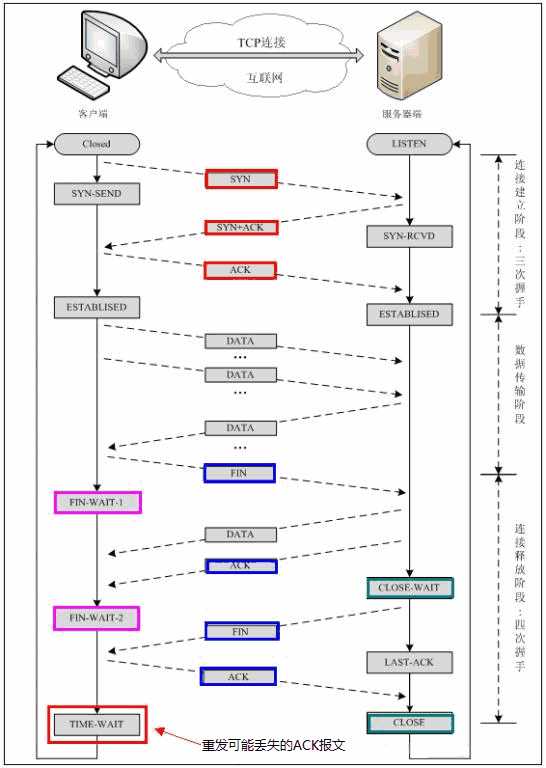 TCP连接
互联网
客户端
服务器端
Closed
LISTEN
SYN
SYN-SEND
SYN+ACK
SYN-RCVD
ACK
ESTABLISED
ESTABLISED
连接建立阶段：三次握手
DATA
...
DATA
...
DATA
...
数据传输阶段
FIN
FIN-WAIT-1
DATA
ACK
CLOSE-WAIT
FIN-WAIT-2
FIN
LAST-ACK
ACK
连接释放阶段：四次握手
TIME-WAIT
CLOSE
重发可能丢失的ACK报文